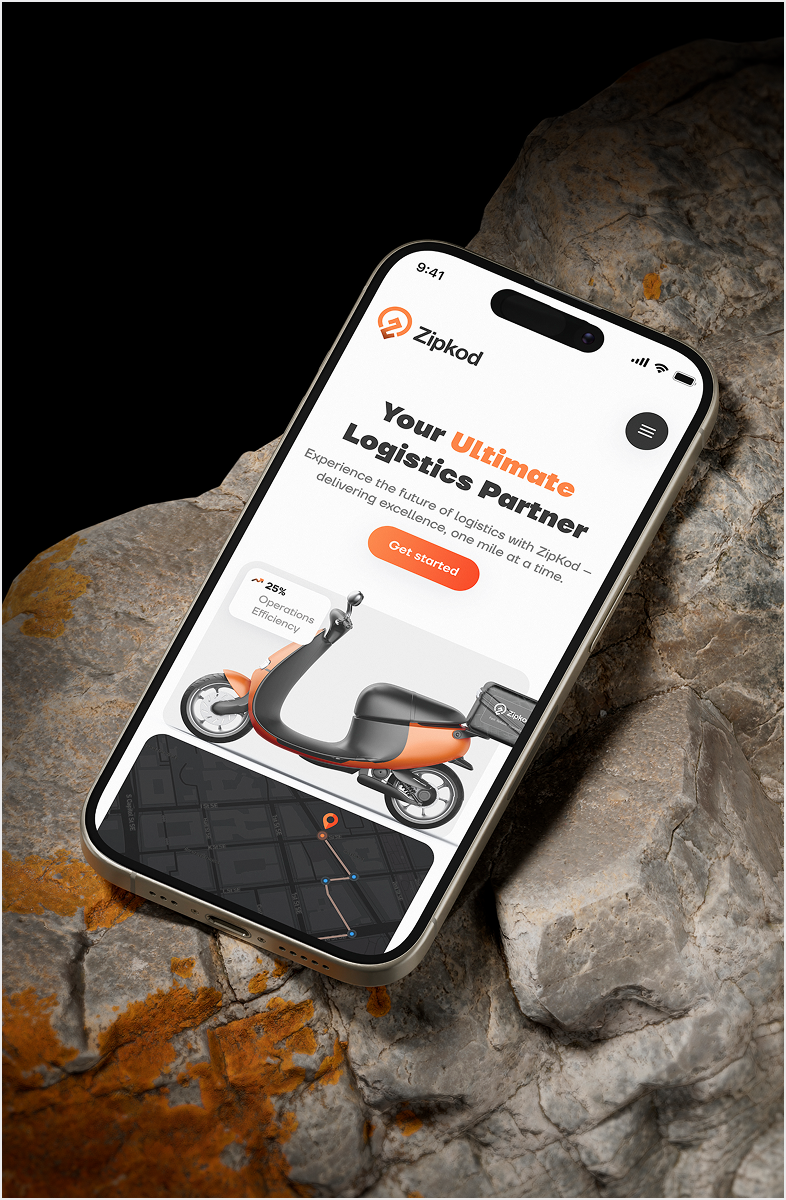 9:41
Zipkod
Your Ultimate
Logistics Partner
Experience the future of logistics with ZipKod –
delivering excellence, one mile at a time.
Get started
25%
Operations
Efficiency
Zipko